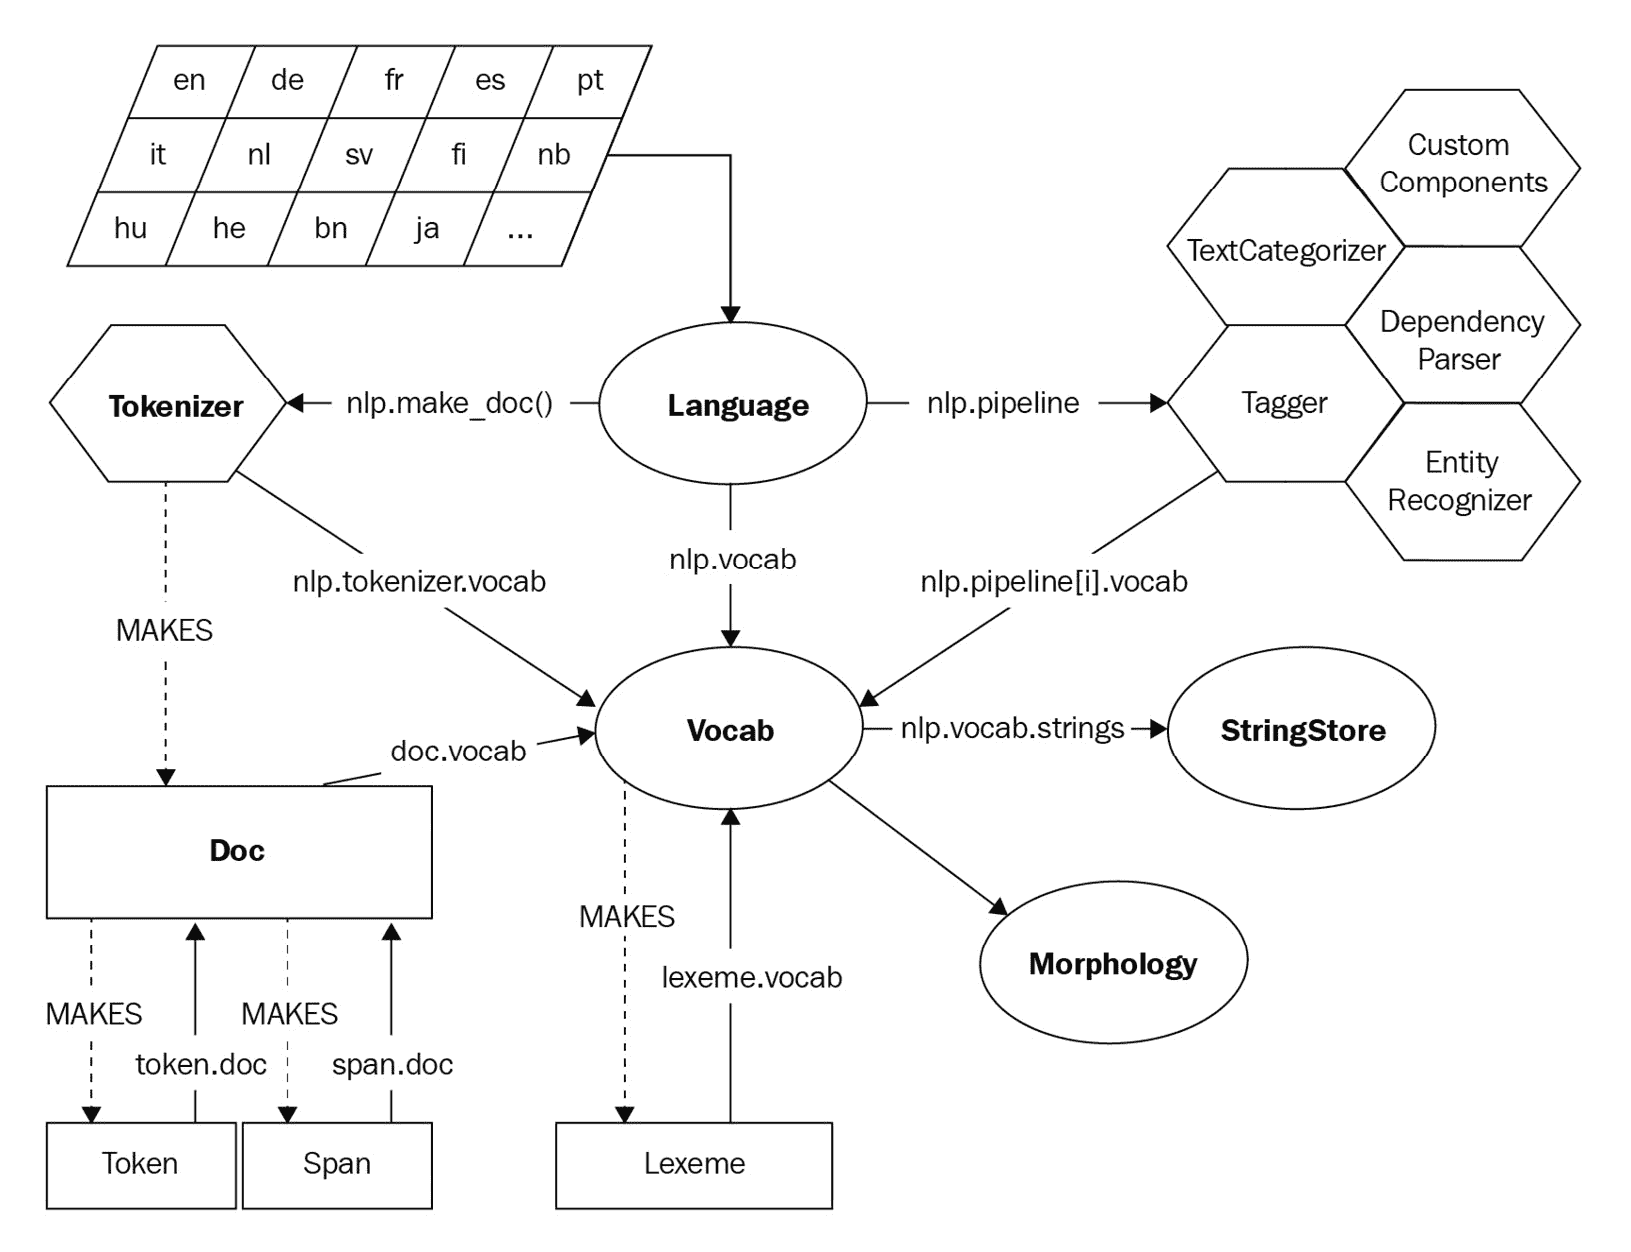 en de fr es pt
it nl sv fi nb
hu he bn ja ...
Custom
Components
TextCategorizer
Dependency
Parser
Tokenizer
nlp.make_doc()
Language
nlp.pipeline
Tagger
Entity
Recognizer
nlp.tokenizer.vocab
nlp.vocab
nlp.pipeline[i].vocab
MAKES
doc.vocab
Vocab
nlp.vocab.strings
StringStore
Doc
MAKES
lexeme.vocab
Morphology
MAKES
token.doc
MAKES
span.doc
Token
Span
Lexeme